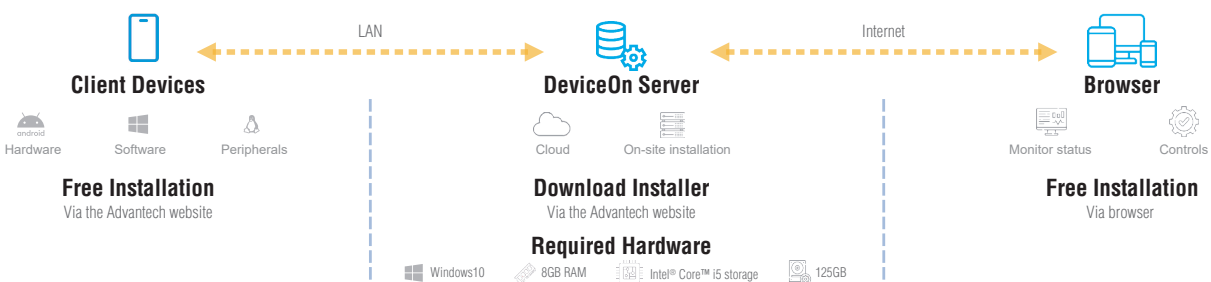 LAN
Internet
Client Devices
DeviceOn Server
Browser
android
Hardware
Software
Peripherals
Cloud
On-site installation
Monitor status
Controls
Free Installation
Via the Advantech website
Download Installer
Via the Advantech website
Free Installation
Via browser
Required Hardware
Windows10
8GB RAM
Intel® Core™ i5 storage
125GB